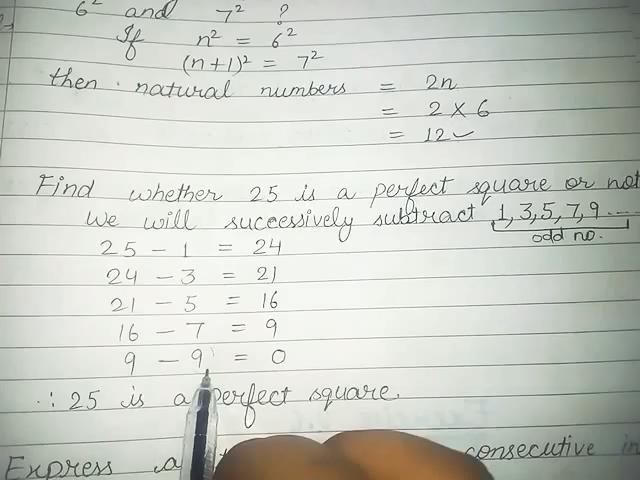 6² and 7² ?
If n² = 6²
(n+1)² = 7²
then natural numbers = 2n
= 2 × 6
= 12
Find whether 25 is a perfect square or not
We will successively subtract 1, 3, 5, 7, 9 ...
odd no.
25 - 1 = 24
24 - 3 = 21
21 - 5 = 16
16 - 7 = 9
9 - 9 = 0
∴ 25 is a perfect square.
Express consecutive in